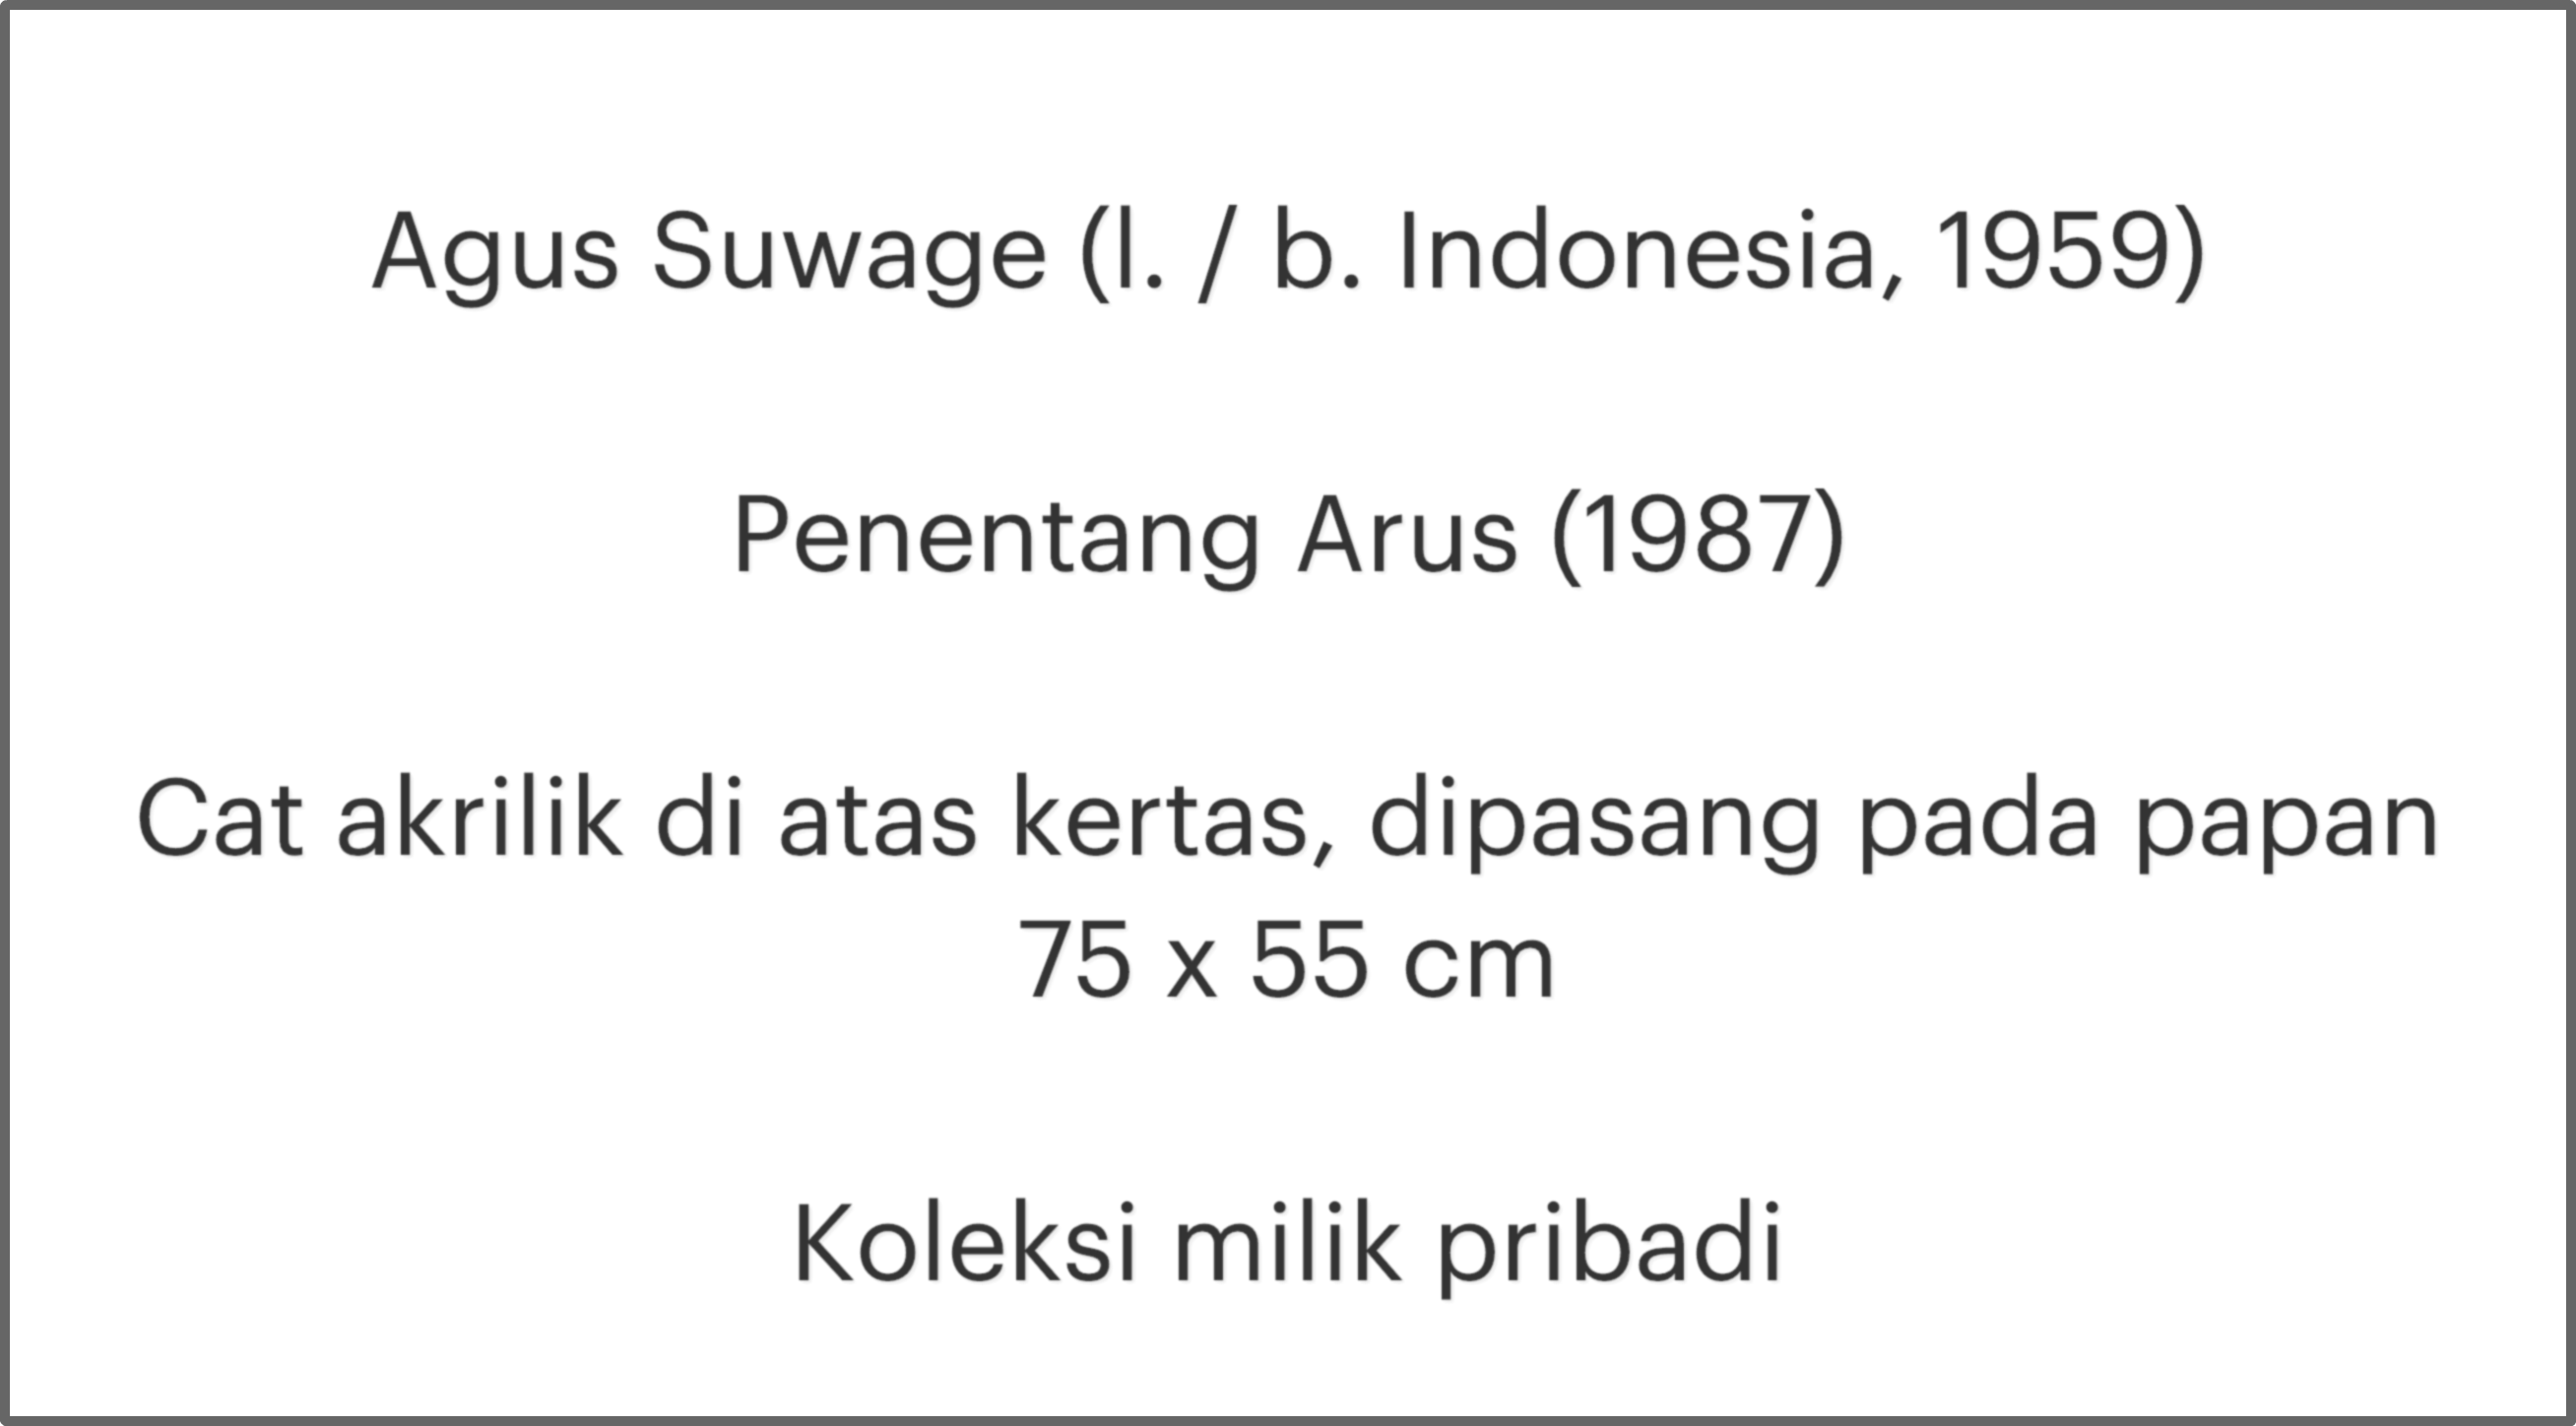 Agus Suwage (l. / b. Indonesia, 1959)
Penentang Arus (1987)
Cat akrilik di atas kertas, dipasang pada papan
75 x 55 cm
Koleksi milik pribadi